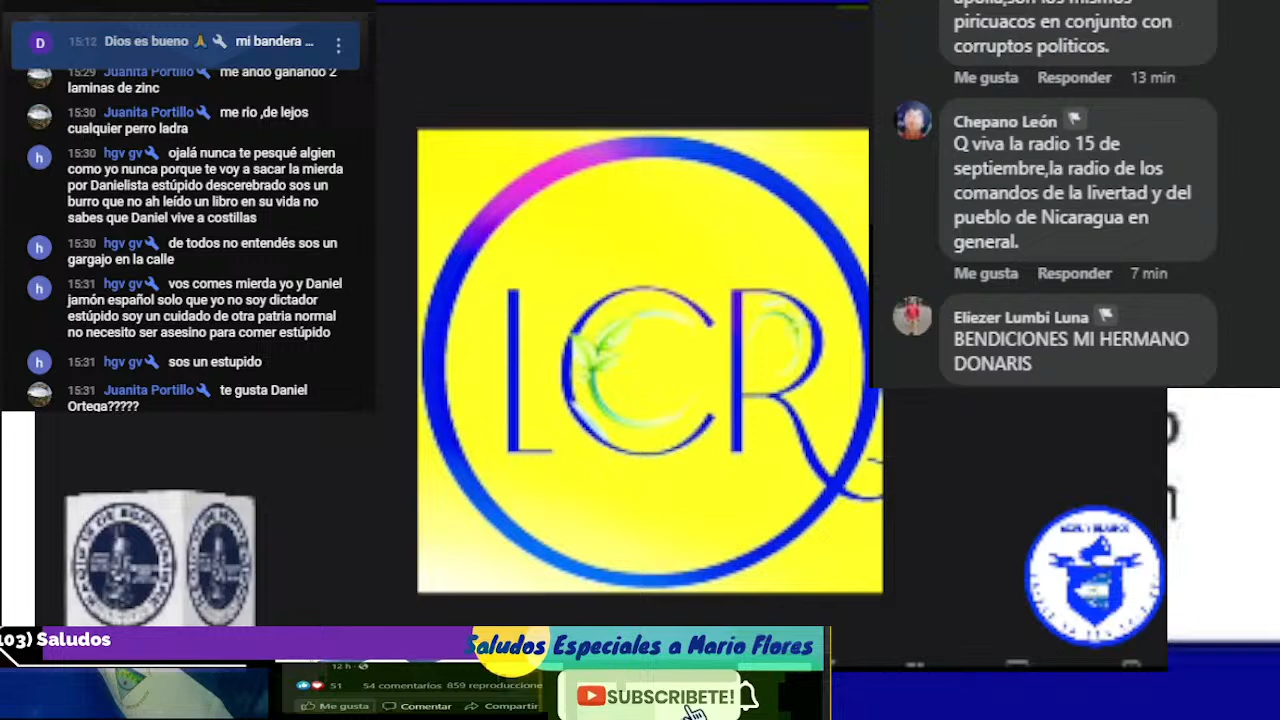 D 15:12 Dios es bueno 🙏 mi bandera ...
15:29 Juanita Portillo me ando ganando 2
laminas de zinc
15:30 Juanita Portillo me rio ,de lejos
cualquier perro ladra
h 15:30 hgv gv ojalá nunca te pesqué algien
como yo nunca porque te voy a sacar la mierda
por Danielista estúpido descerebrado sos un
burro que no ah leído un libro en su vida no
sabes que Daniel vive a costillas
h 15:30 hgv gv de todos no entendés sos un
gargajo en la calle
h 15:31 hgv gv vos comes mierda yo y Daniel
jamón español solo que yo no soy dictador
estúpido soy un cuidado de otra patria normal
no necesito ser asesino para comer estúpido
h 15:31 hgv gv sos un estupido
15:31 Juanita Portillo te gusta Daniel
Ortega?????
LCR
piricuacos en conjunto con
corruptos politicos.
Me gusta Responder 13 min
Chepano León
Q viva la radio 15 de
septiembre,la radio de los
comandos de la livertad y del
pueblo de Nicaragua en
general.
Me gusta Responder 7 min
Eliezer Lumbi Luna
BENDICIONES MI HERMANO
DONARIS
103) Saludos
Saludos Especiales a Mario Flores
12 h
51 54 comentarios 859 reproduccione
Me gusta Comentar Compartir
SUBSCRIBETE!